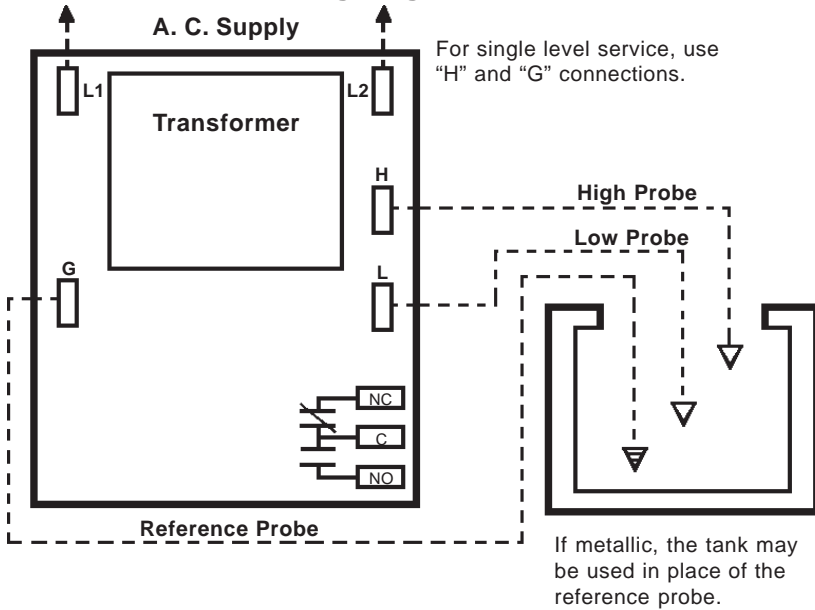 A. C. Supply
For single level service, use
“H” and “G” connections.
L1
L2
Transformer
H
High Probe
Low Probe
G
L
NC
C
NO
Reference Probe
If metallic, the tank may
be used in place of the
reference probe.